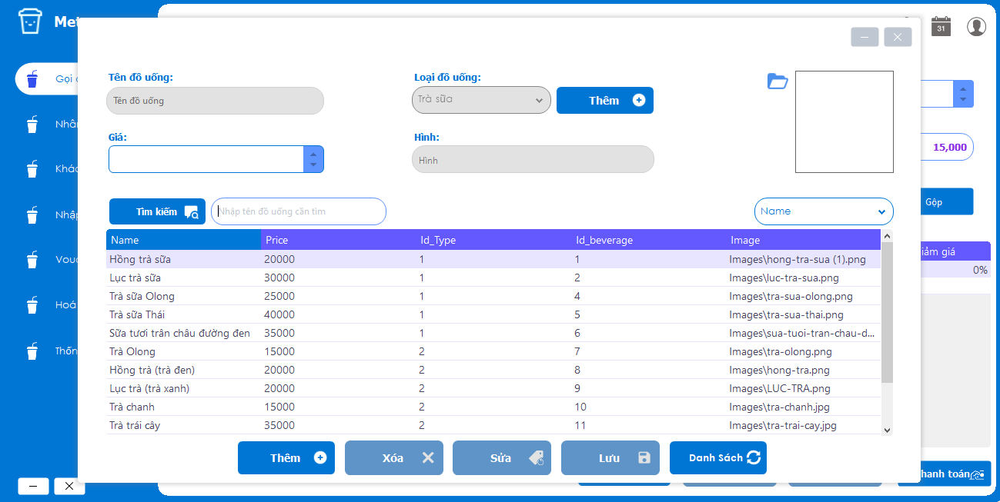 Met
31
Gọi
Nhân
Khác
Nhập
Vouc
Hoá
Thốn
Tên đồ uống:
Tên đồ uống
Loại đồ uống:
Trà sữa
Thêm
Giá:
Hình:
Hình
15,000
Tìm kiếm
Nhập tên đồ uống cần tìm
Name
Gộp
Name Price Id_Type Id_beverage Image
Hồng trà sữa 20000 1 1 Images\hong-tra-sua (1).png
Lục trà sữa 30000 1 2 Images\luc-tra-sua.png
Trà sữa Olong 25000 1 4 Images\tra-sua-olong.png
Trà sữa Thái 40000 1 5 Images\tra-sua-thai.png
Sữa tươi trân châu đường đen 35000 1 6 Images\sua-tuoi-tran-chau-d...
Trà Olong 15000 2 7 Images\tra-olong.png
Hồng trà (trà đen) 20000 2 8 Images\hong-tra.png
Lục trà (trà xanh) 20000 2 9 Images\LUC-TRA.png
Trà chanh 15000 2 10 Images\tra-chanh.jpg
Trà trái cây 35000 2 11 Images\tra-trai-cay.jpg
iảm giá
0%
Thêm
Xóa
Sửa
Lưu
Danh Sách
hanh toán